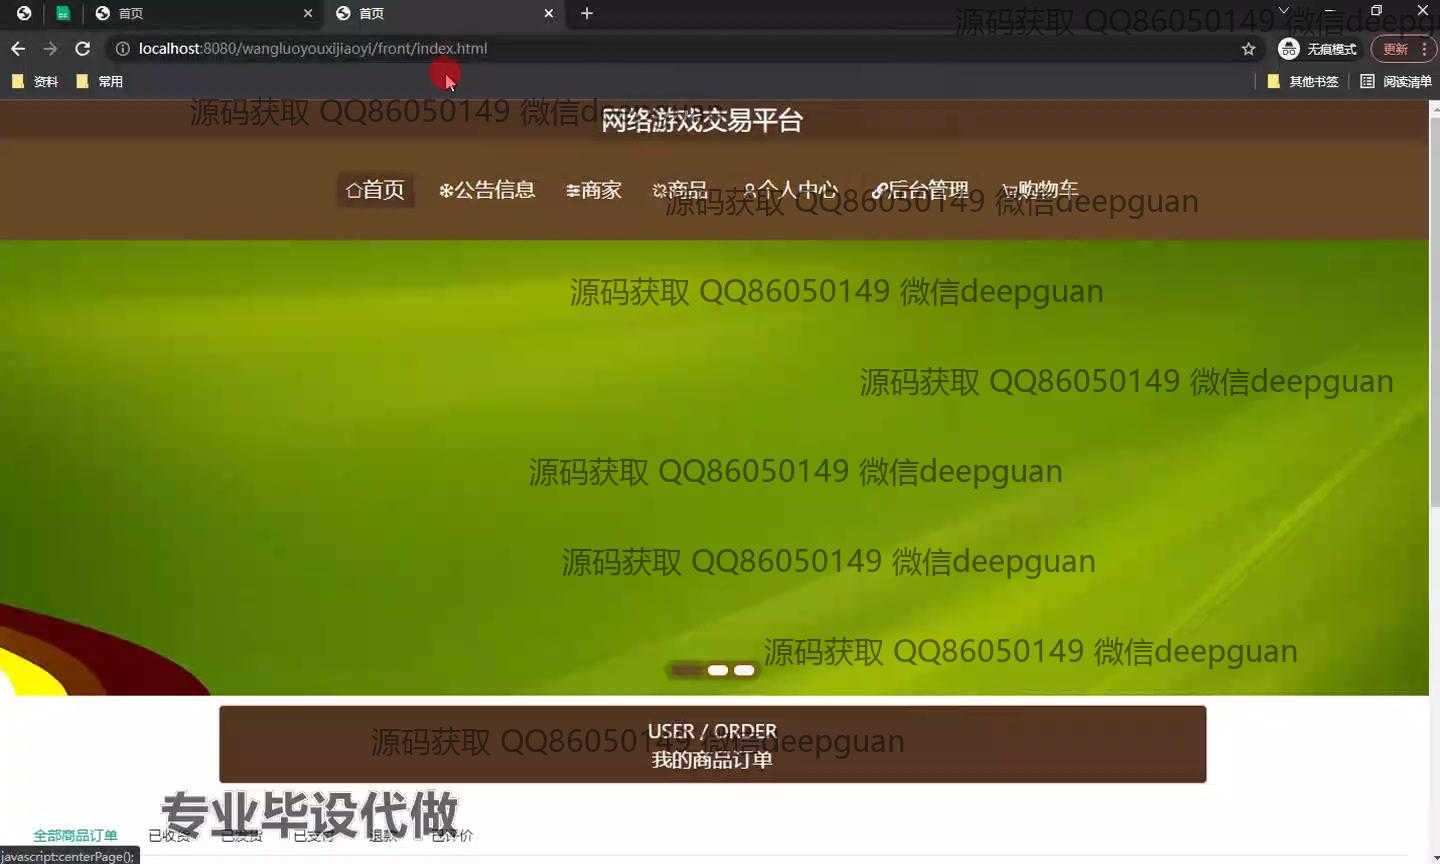 首页 首页
localhost:8080/wangluoyouxijiaoyi/front/index.html 无痕模式 更新
资料 常用 其他书签 阅读清单
源码获取 QQ86050149 微信deepguan
源码获取 QQ86050149 微信deepguan
网络游戏交易平台
首页 公告信息 商家 商品 个人中心 后台管理 购物车
源码获取 QQ86050149 微信deepguan
源码获取 QQ86050149 微信deepguan
源码获取 QQ86050149 微信deepguan
源码获取 QQ86050149 微信deepguan
源码获取 QQ86050149 微信deepguan
源码获取 QQ86050149 微信deepguan
USER / ORDER
源码获取 QQ86050149 微信deepguan
我的商品订单
专业毕设代做
全部商品订单 已收货 已发货 已支付 退款 已评价
javascript:centerPage();